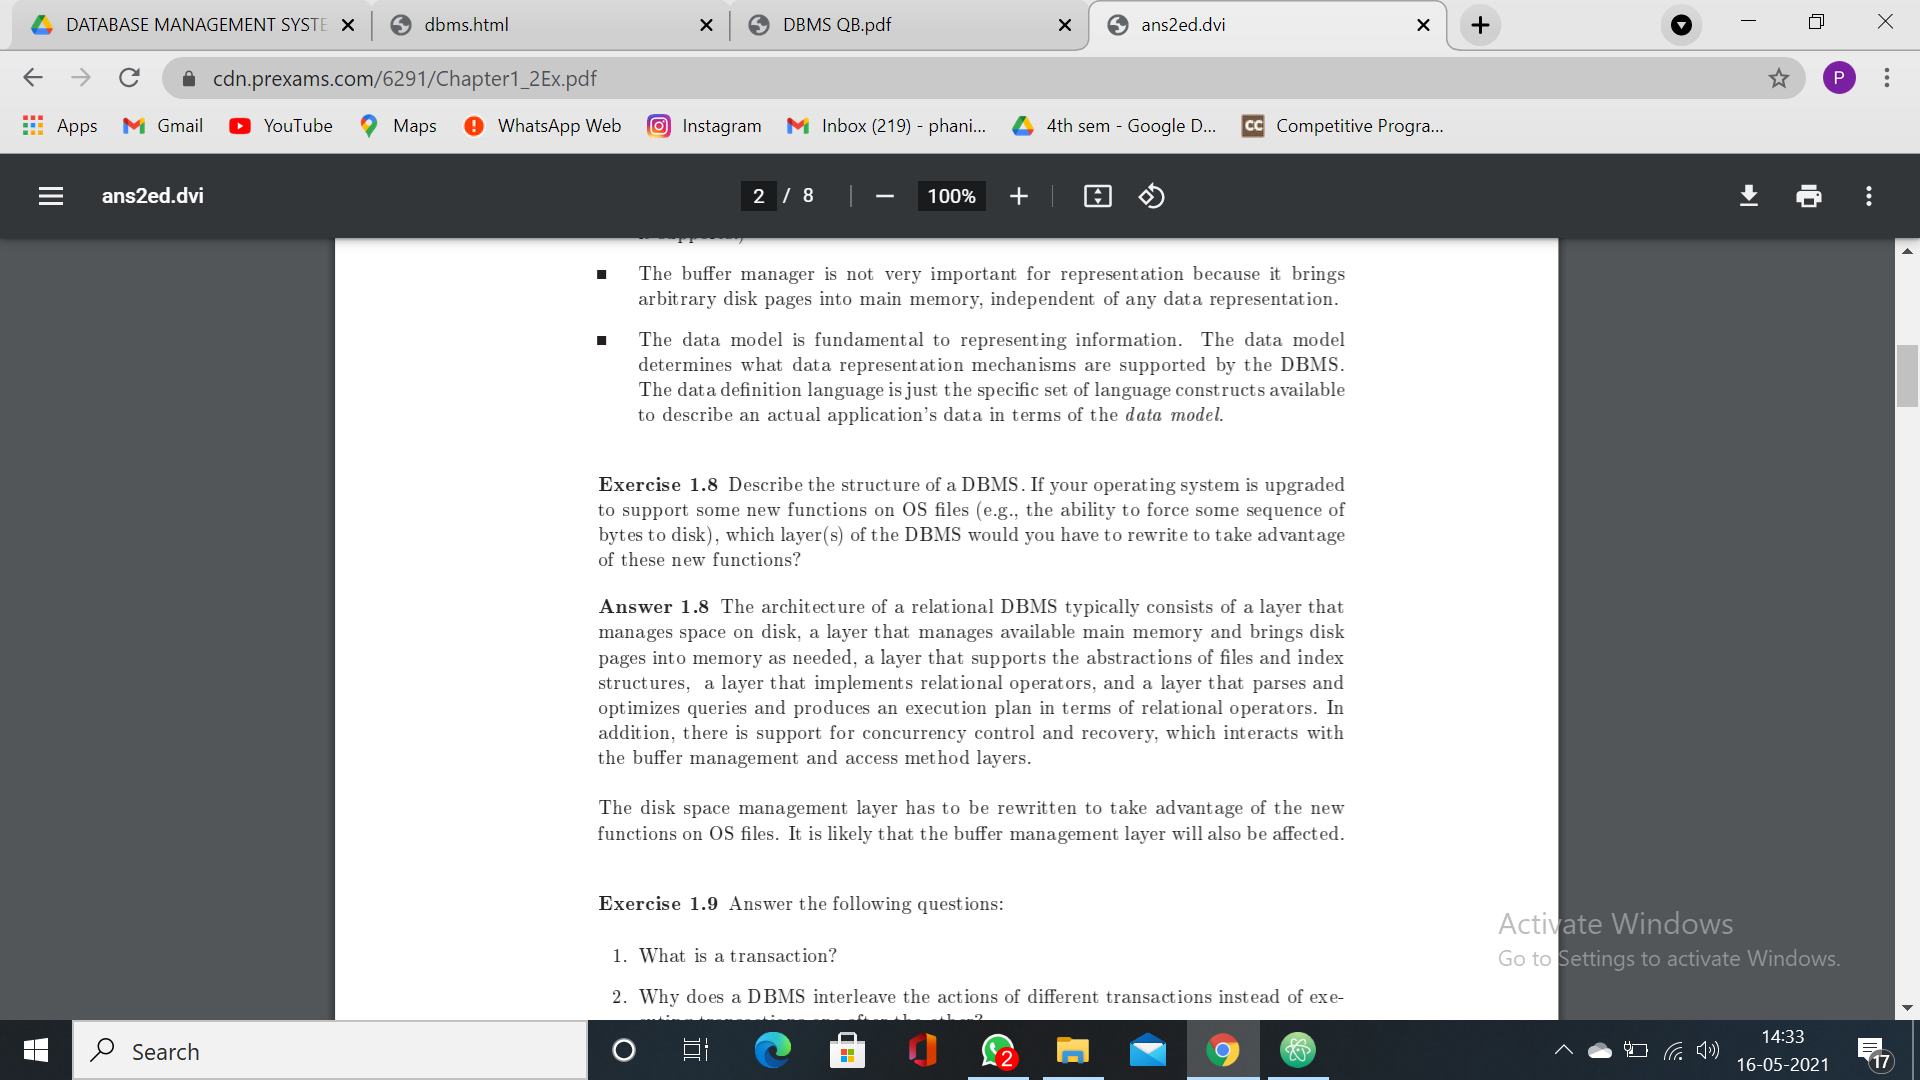 DATABASE MANAGEMENT SYSTE
dbms.html
DBMS QB.pdf
ans2ed.dvi
cdn.prexams.com/6291/Chapter1_2Ex.pdf
P
Apps
Gmail
YouTube
Maps
WhatsApp Web
Instagram
Inbox (219) - phani...
4th sem - Google D...
CC
Competitive Progra...
ans2ed.dvi
2 / 8
100%
The buffer manager is not very important for representation because it brings
arbitrary disk pages into main memory, independent of any data representation.
The data model is fundamental to representing information. The data model
determines what data representation mechanisms are supported by the DBMS.
The data definition language is just the specific set of language constructs available
to describe an actual application's data in terms of the data model.
Exercise 1.8 Describe the structure of a DBMS. If your operating system is upgraded
to support some new functions on OS files (e.g., the ability to force some sequence of
bytes to disk), which layer(s) of the DBMS would you have to rewrite to take advantage
of these new functions?
Answer 1.8 The architecture of a relational DBMS typically consists of a layer that
manages space on disk, a layer that manages available main memory and brings disk
pages into memory as needed, a layer that supports the abstractions of files and index
structures, a layer that implements relational operators, and a layer that parses and
optimizes queries and produces an execution plan in terms of relational operators. In
addition, there is support for concurrency control and recovery, which interacts with
the buffer management and access method layers.
The disk space management layer has to be rewritten to take advantage of the new
functions on OS files. It is likely that the buffer management layer will also be affected.
Exercise 1.9 Answer the following questions:
1. What is a transaction?
2. Why does a DBMS interleave the actions of different transactions instead of exe-
Activate Windows
Go to Settings to activate Windows.
Search
2
14:33
16-05-2021
17